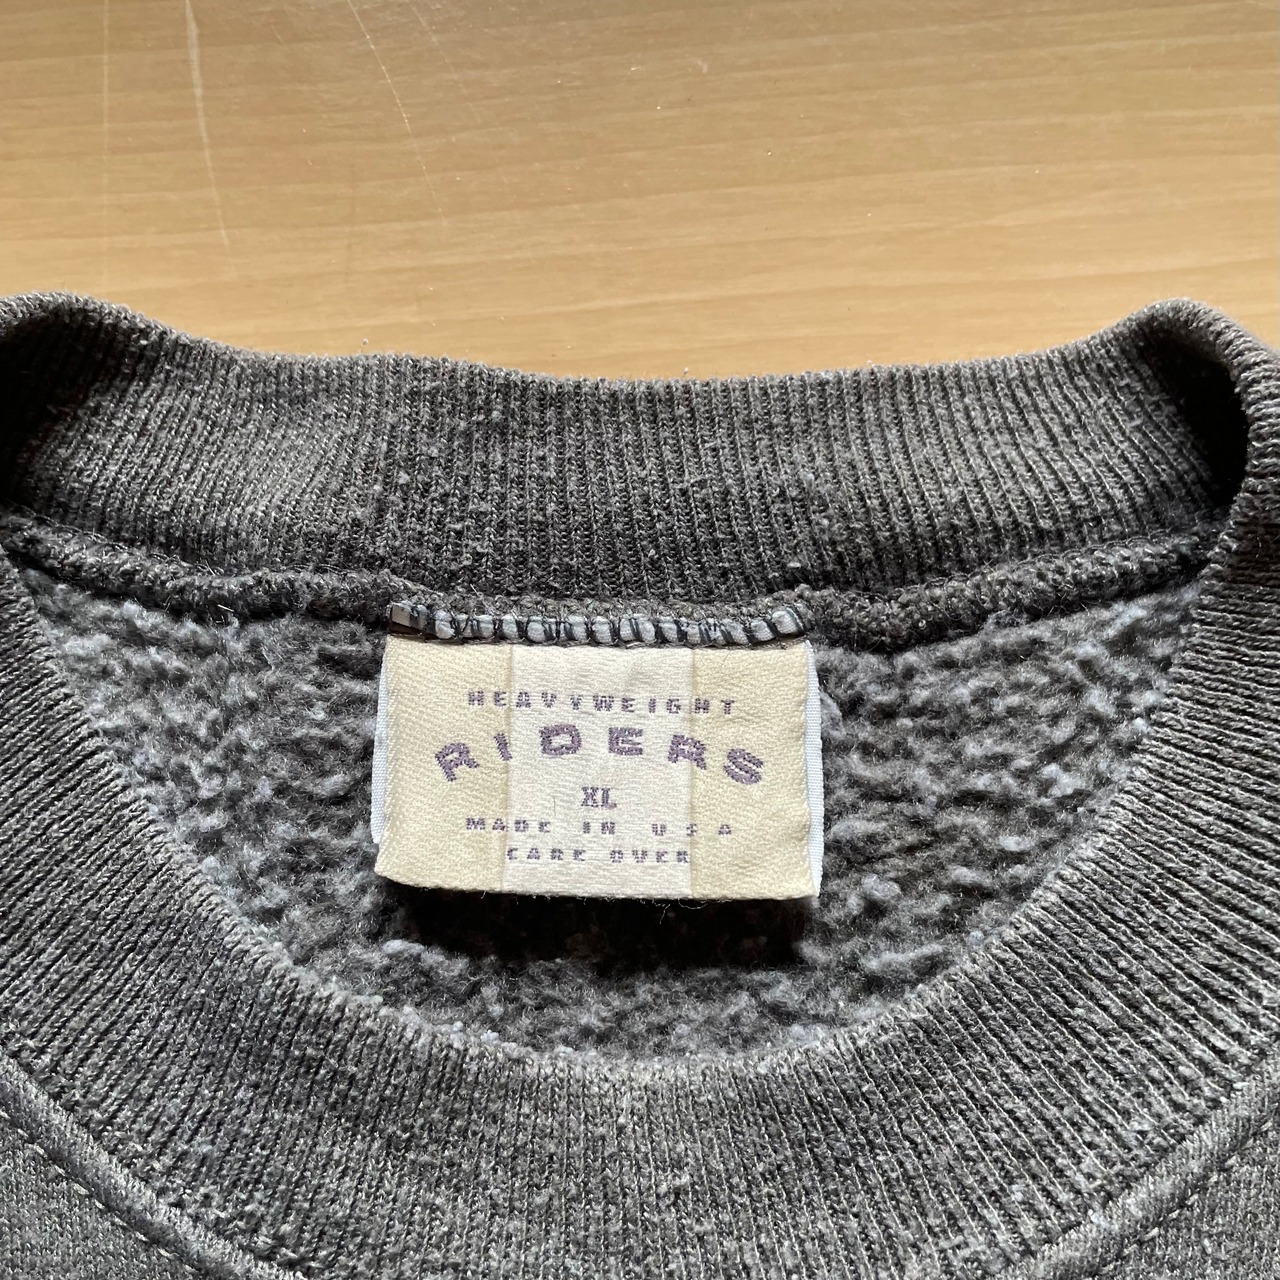 HEAVYWEIGHT
RIDERS
XL
MADE IN USA
CARE OVER